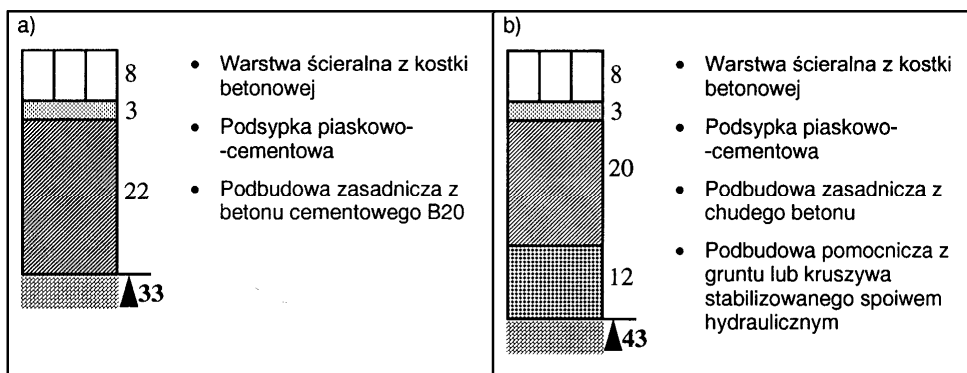 a)
8
3
22
33
• Warstwa ścieralna z kostki
betonowej
• Podsypka piaskowo-
-cementowa
• Podbudowa zasadnicza z
betonu cementowego B20
b)
8
3
20
12
43
• Warstwa ścieralna z kostki
betonowej
• Podsypka piaskowo-
-cementowa
• Podbudowa zasadnicza z
chudego betonu
• Podbudowa pomocnicza z
gruntu lub kruszywa
stabilizowanego spoiwem
hydraulicznym